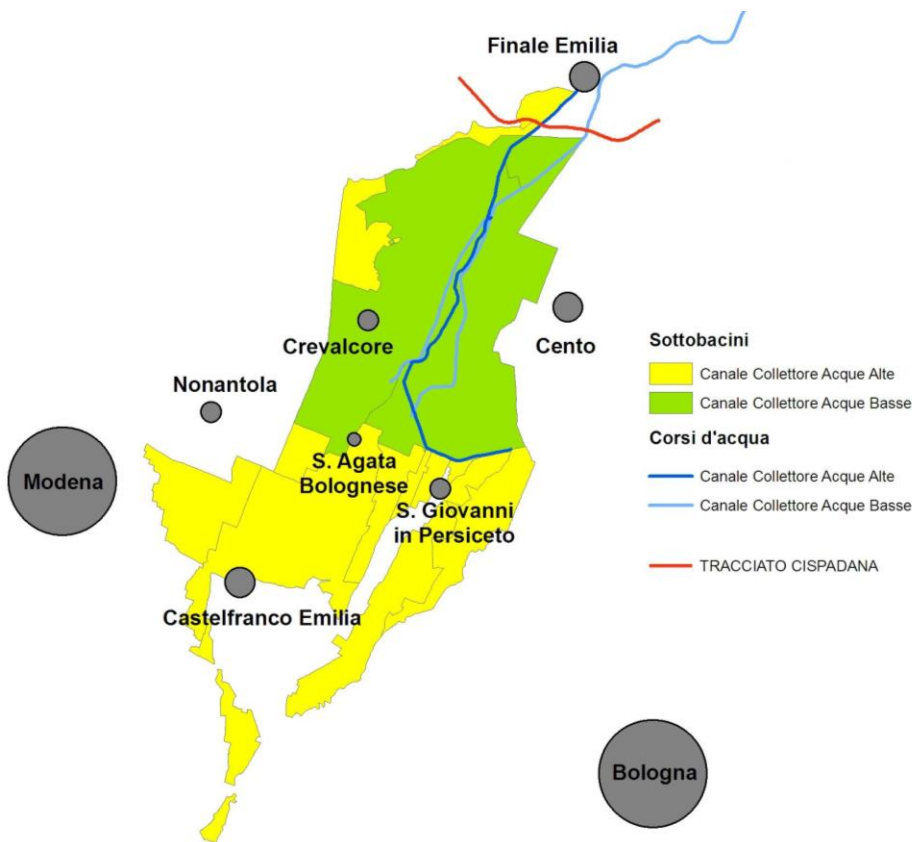 Finale Emilia
Crevalcore
Cento
Nonantola
Modena
S. Agata
Bolognese
S. Giovanni
in Persiceto
Castelfranco Emilia
Bologna
Sottobacini
Canale Collettore Acque Alte
Canale Collettore Acque Basse
Corsi d'acqua
Canale Collettore Acque Alte
Canale Collettore Acque Basse
TRACCIATO CISPADANA